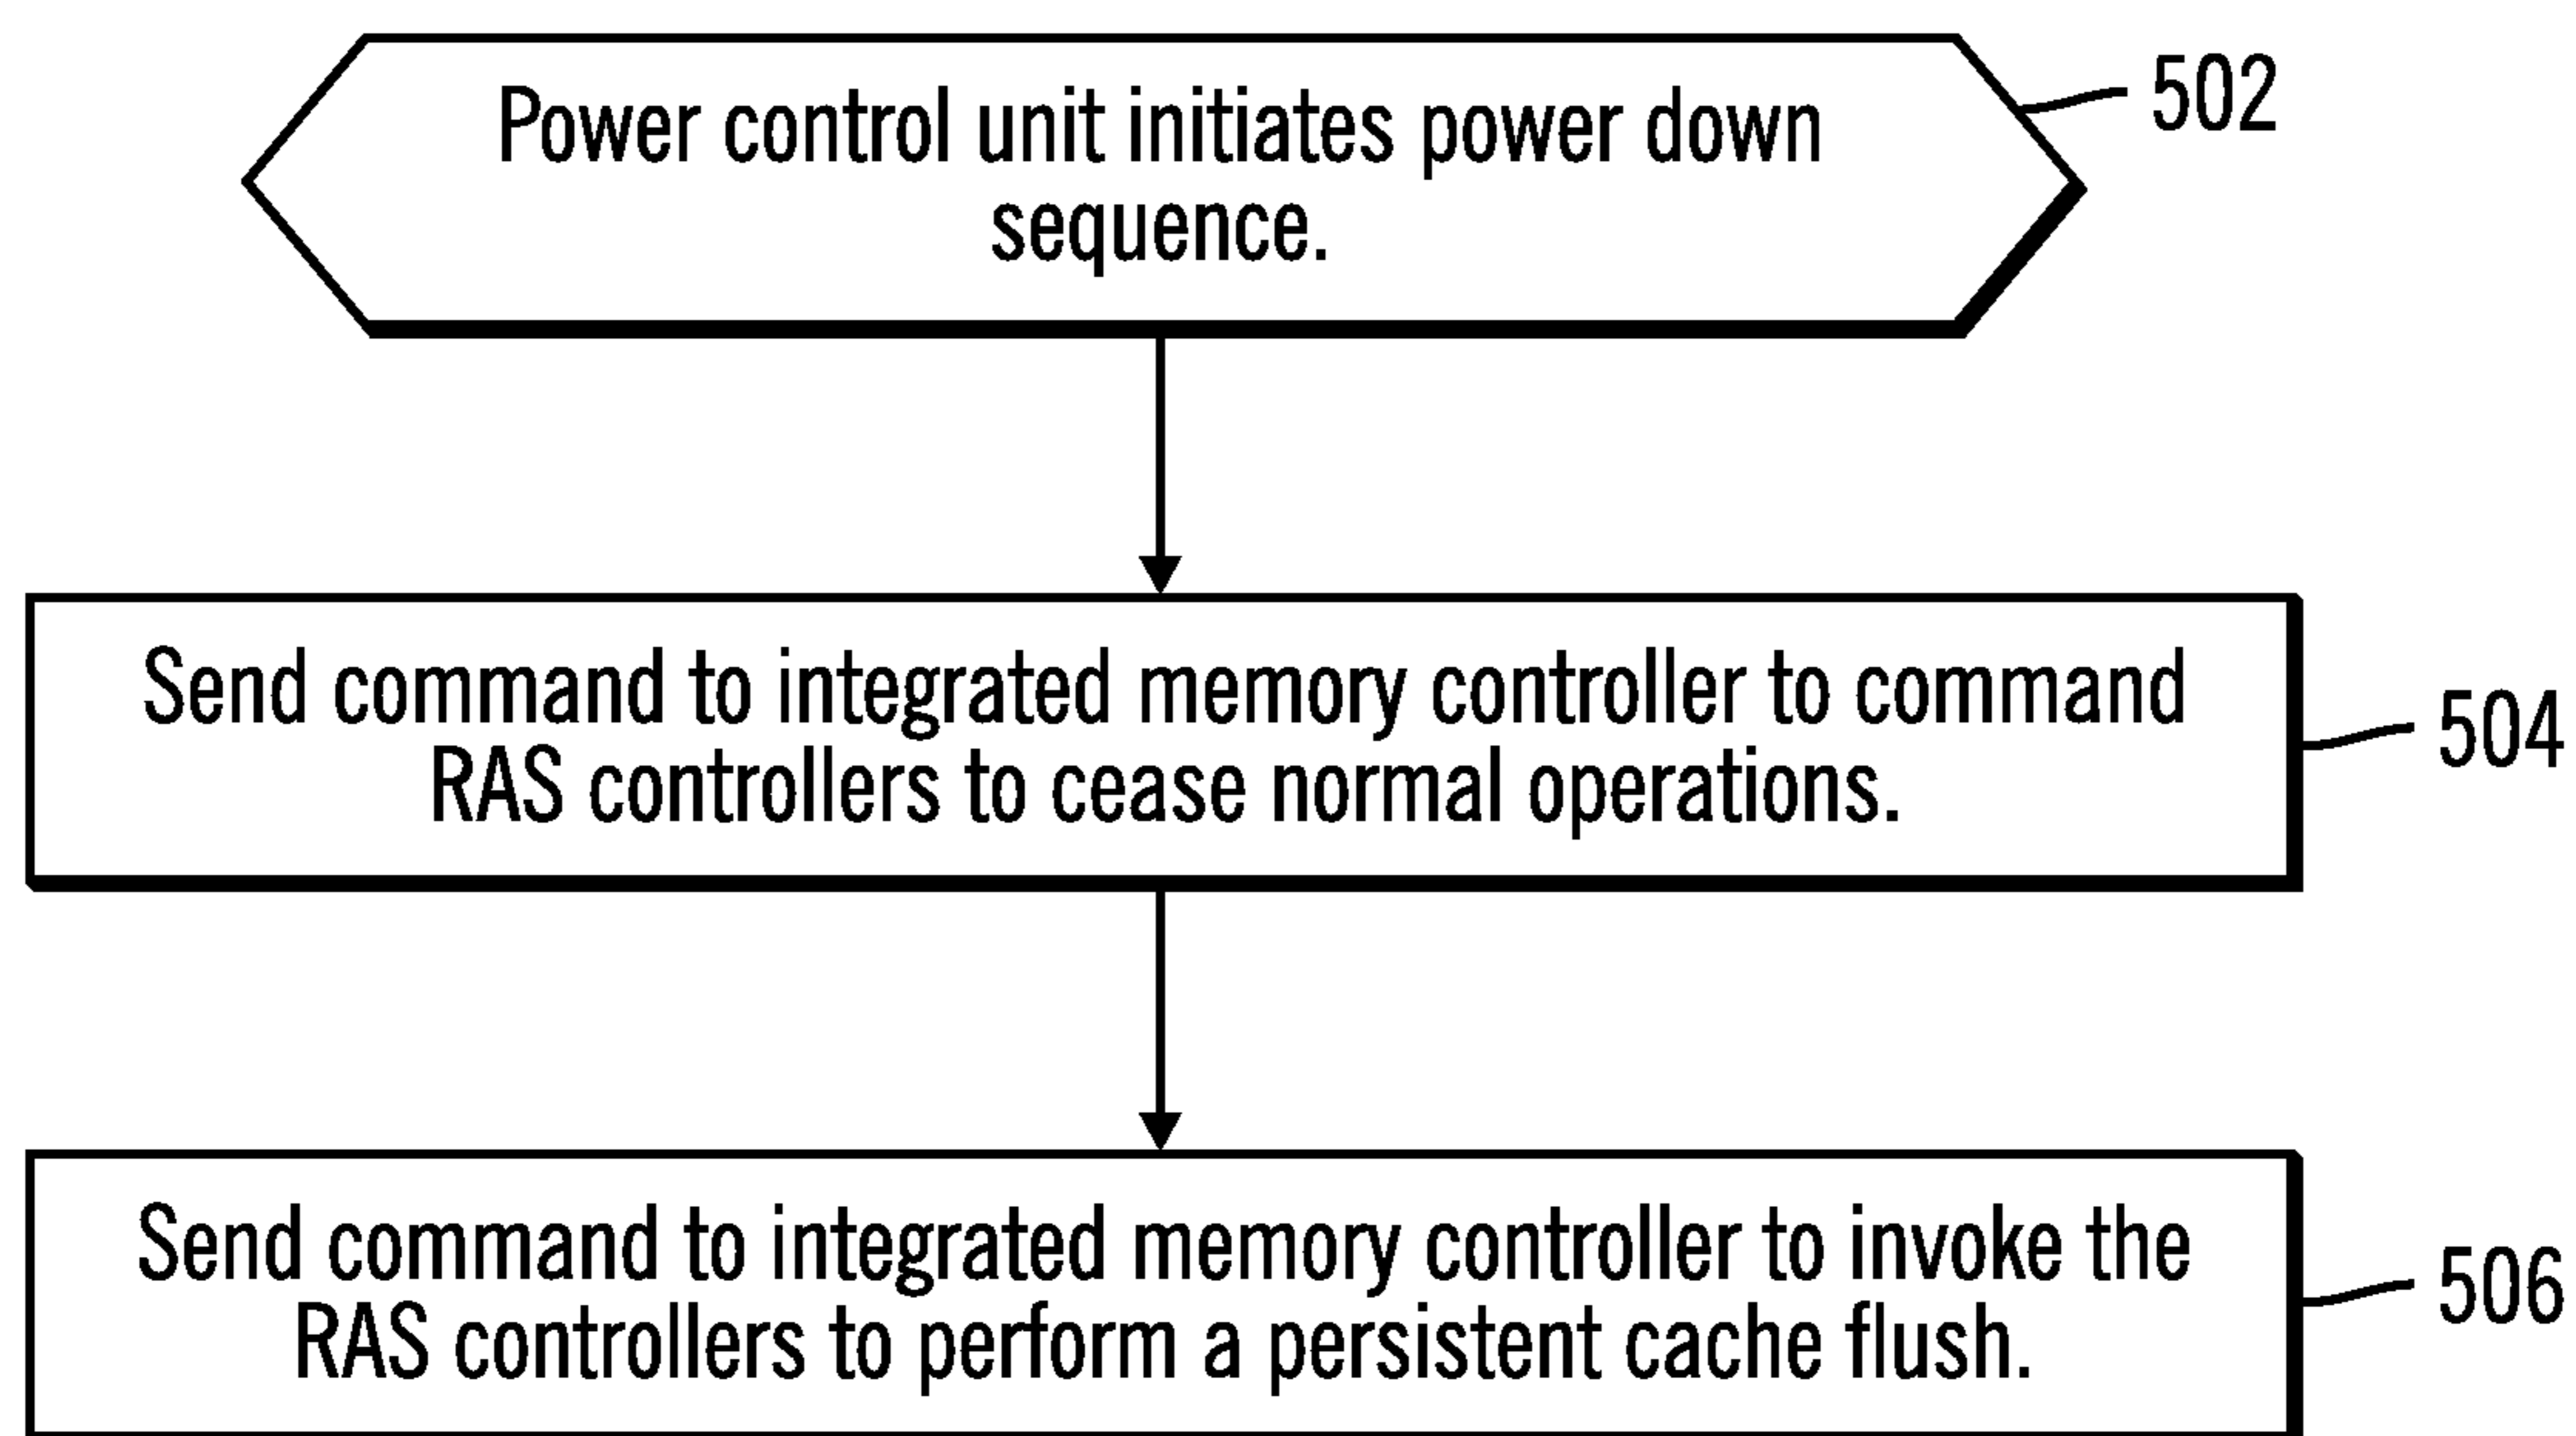 Power control unit initiates power down
sequence.
502
Send command to integrated memory controller to command
RAS controllers to cease normal operations.
504
Send command to integrated memory controller to invoke the
RAS controllers to perform a persistent cache flush.
506